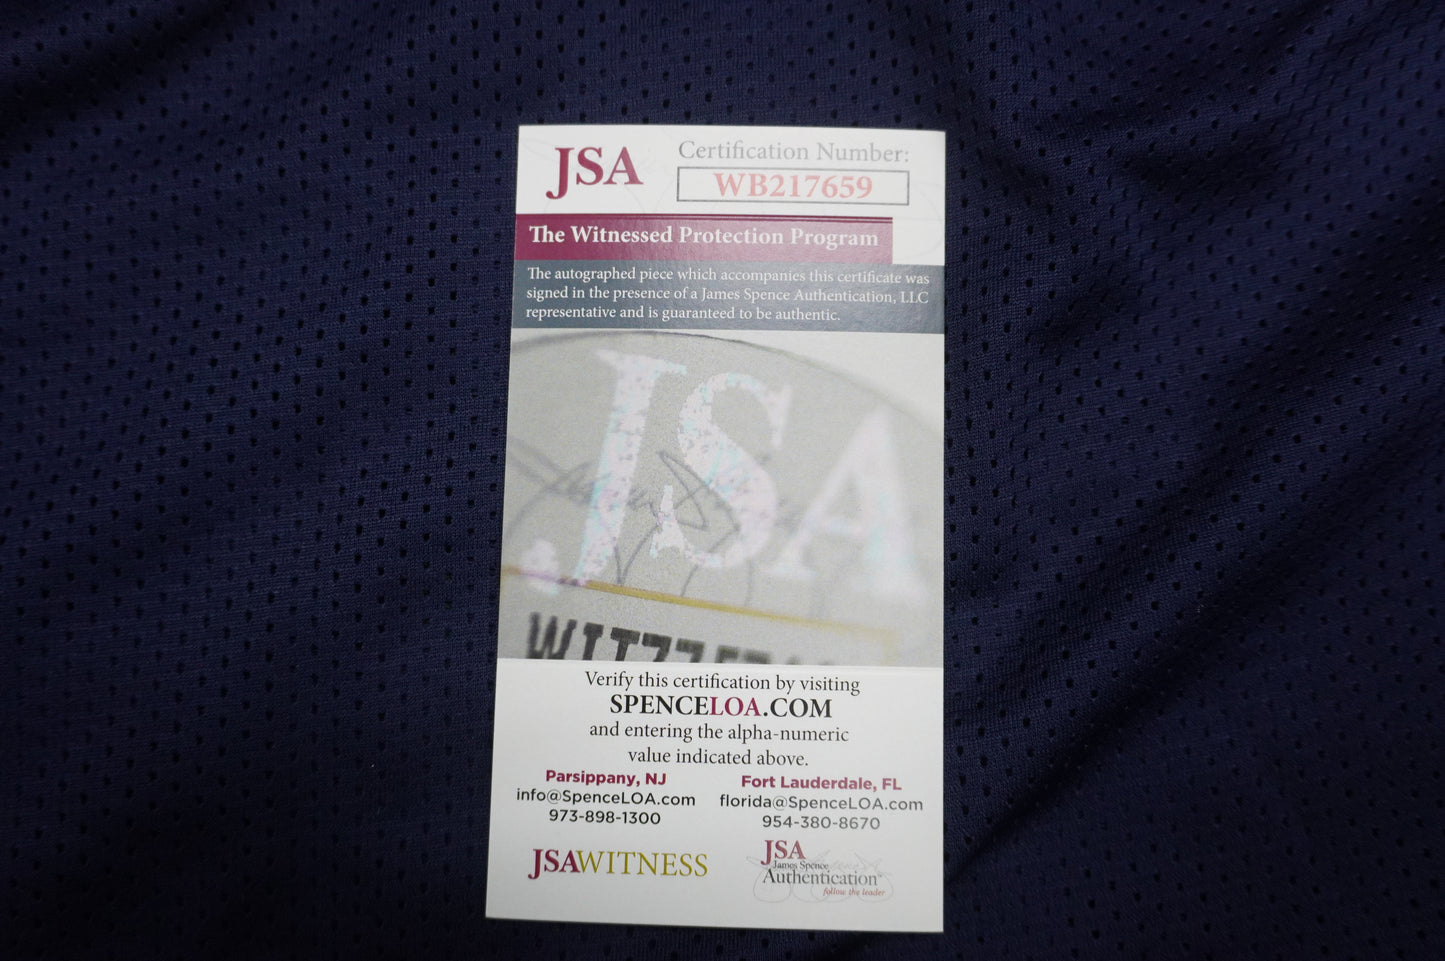 JSA
Certification Number:
WB217659
The Witnessed Protection Program
The autographed piece which accompanies this certificate was
signed in the presence of a James Spence Authentication, LLC
representative and is guaranteed to be authentic.
JSA
Verify this certification by visiting
SPENCELOA.COM
and entering the alpha-numeric
value indicated above.
Parsippany, NJ
info@SpenceLOA.com
973-898-1300
Fort Lauderdale, FL
florida@SpenceLOA.com
954-380-8670
JSAWITNESS
JSA
James Spence
Authentication
follow the leader